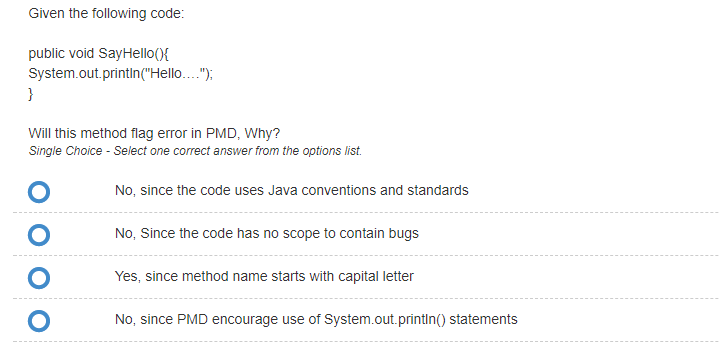 Given the following code:
public void SayHello(){
System.out.println("Hello....");
}
Will this method flag error in PMD, Why?
Single Choice - Select one correct answer from the options list.
No, since the code uses Java conventions and standards
No, Since the code has no scope to contain bugs
Yes, since method name starts with capital letter
No, since PMD encourage use of System.out.println() statements